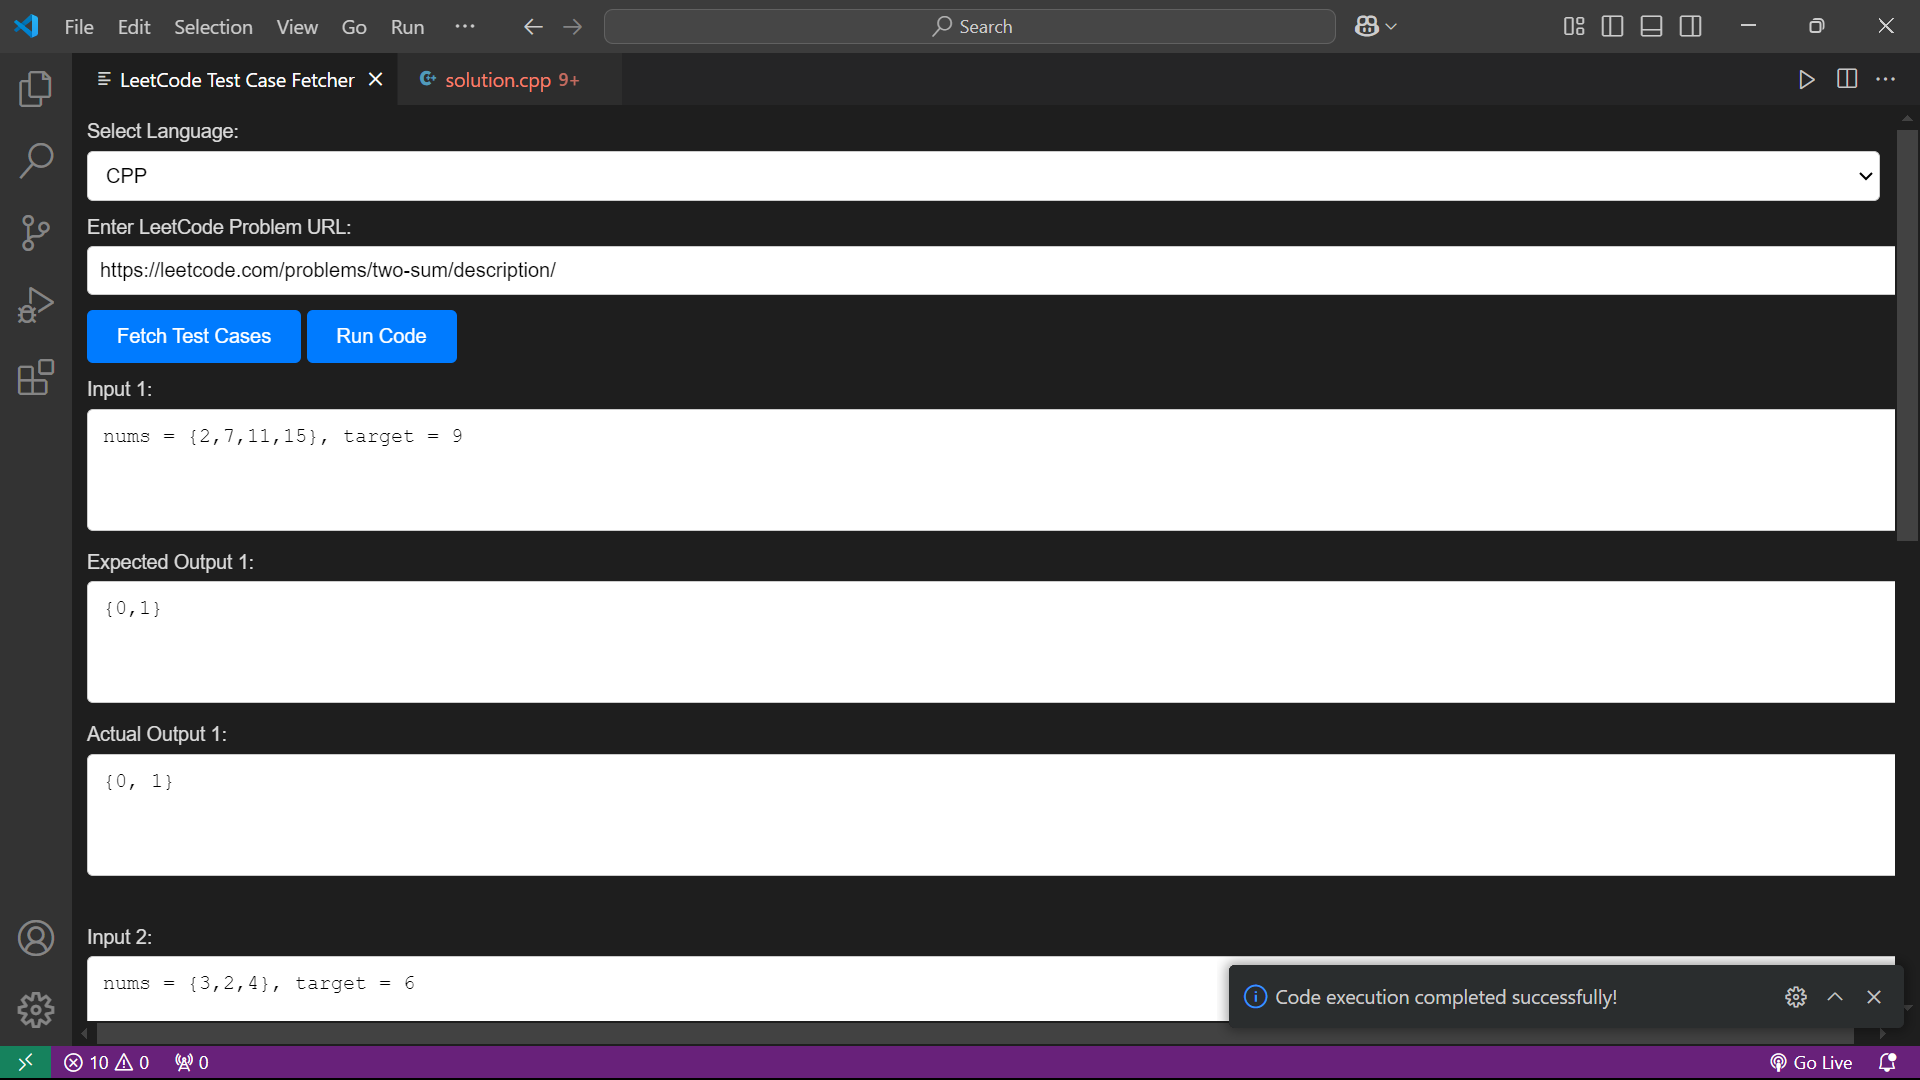 File Edit Selection View Go Run ··· Search
LeetCode Test Case Fetcher solution.cpp 9+
Select Language:
CPP
Enter LeetCode Problem URL:
https://leetcode.com/problems/two-sum/description/
Fetch Test Cases Run Code
Input 1:
nums = {2,7,11,15}, target = 9
Expected Output 1:
{0,1}
Actual Output 1:
{0, 1}
Input 2:
nums = {3,2,4}, target = 6
Code execution completed successfully!
10 0 0 Go Live